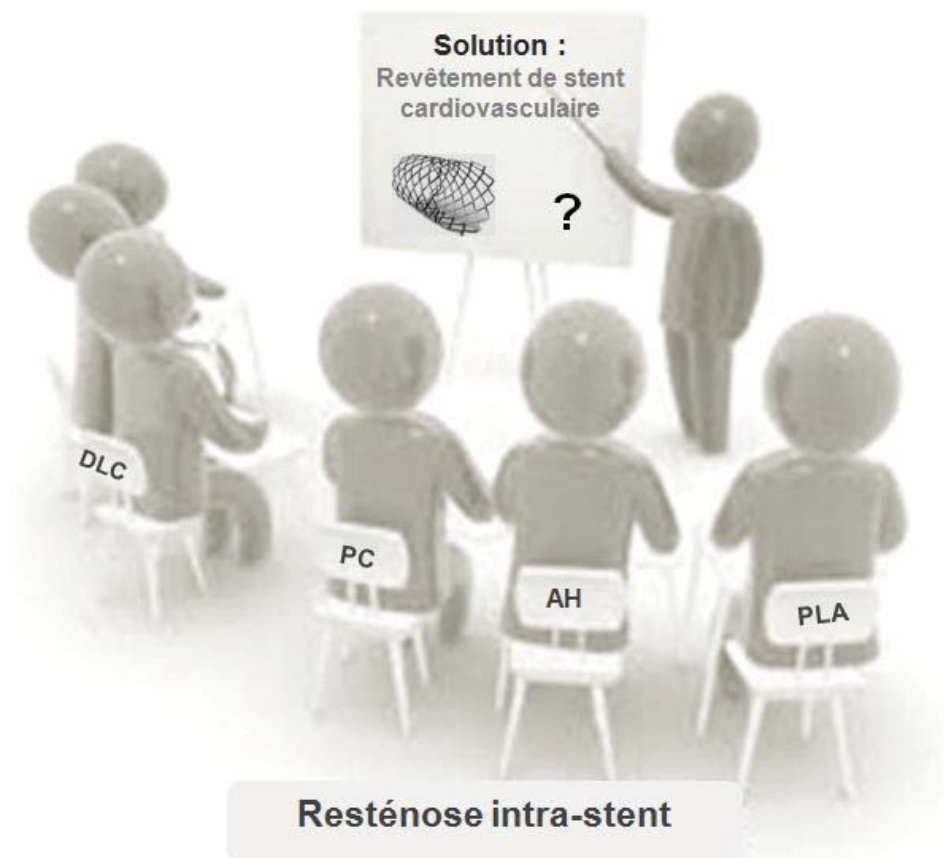 Solution :
Revêtement de stent
cardiovasculaire
?
DLC
PC
AH
PLA
Resténose intra-stent